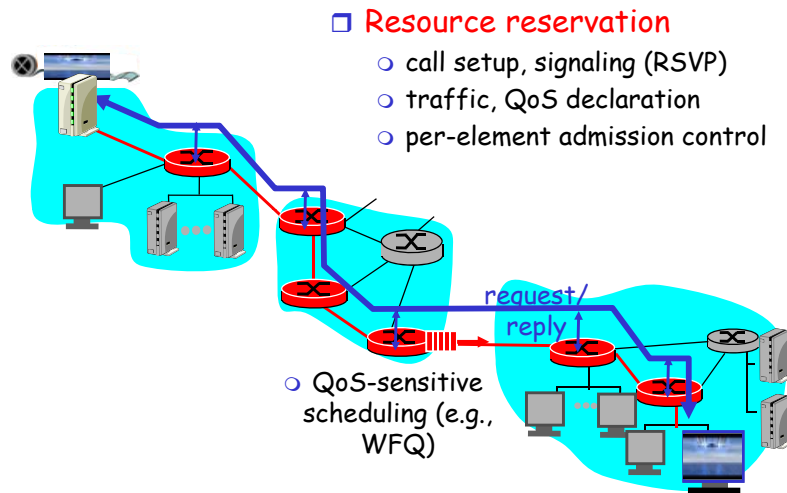 Resource reservation
call setup, signaling (RSVP)
traffic, QoS declaration
per-element admission control
request/
reply
QoS-sensitive
scheduling (e.g.,
WFQ)